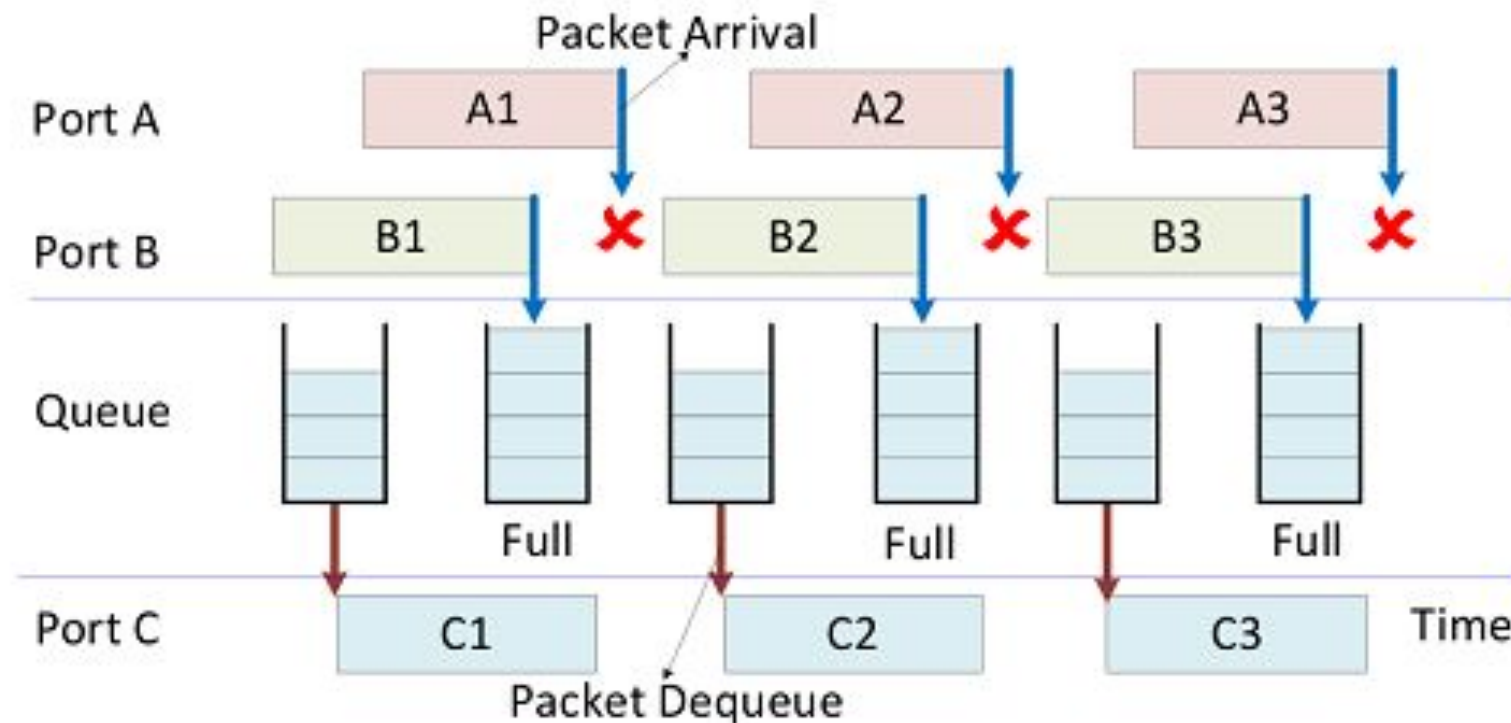 Packet Arrival
Port A
A1
A2
A3
Port B
B1
B2
B3
Queue
Full
Full
Full
Port C
C1
C2
C3
Time
Packet Dequeue